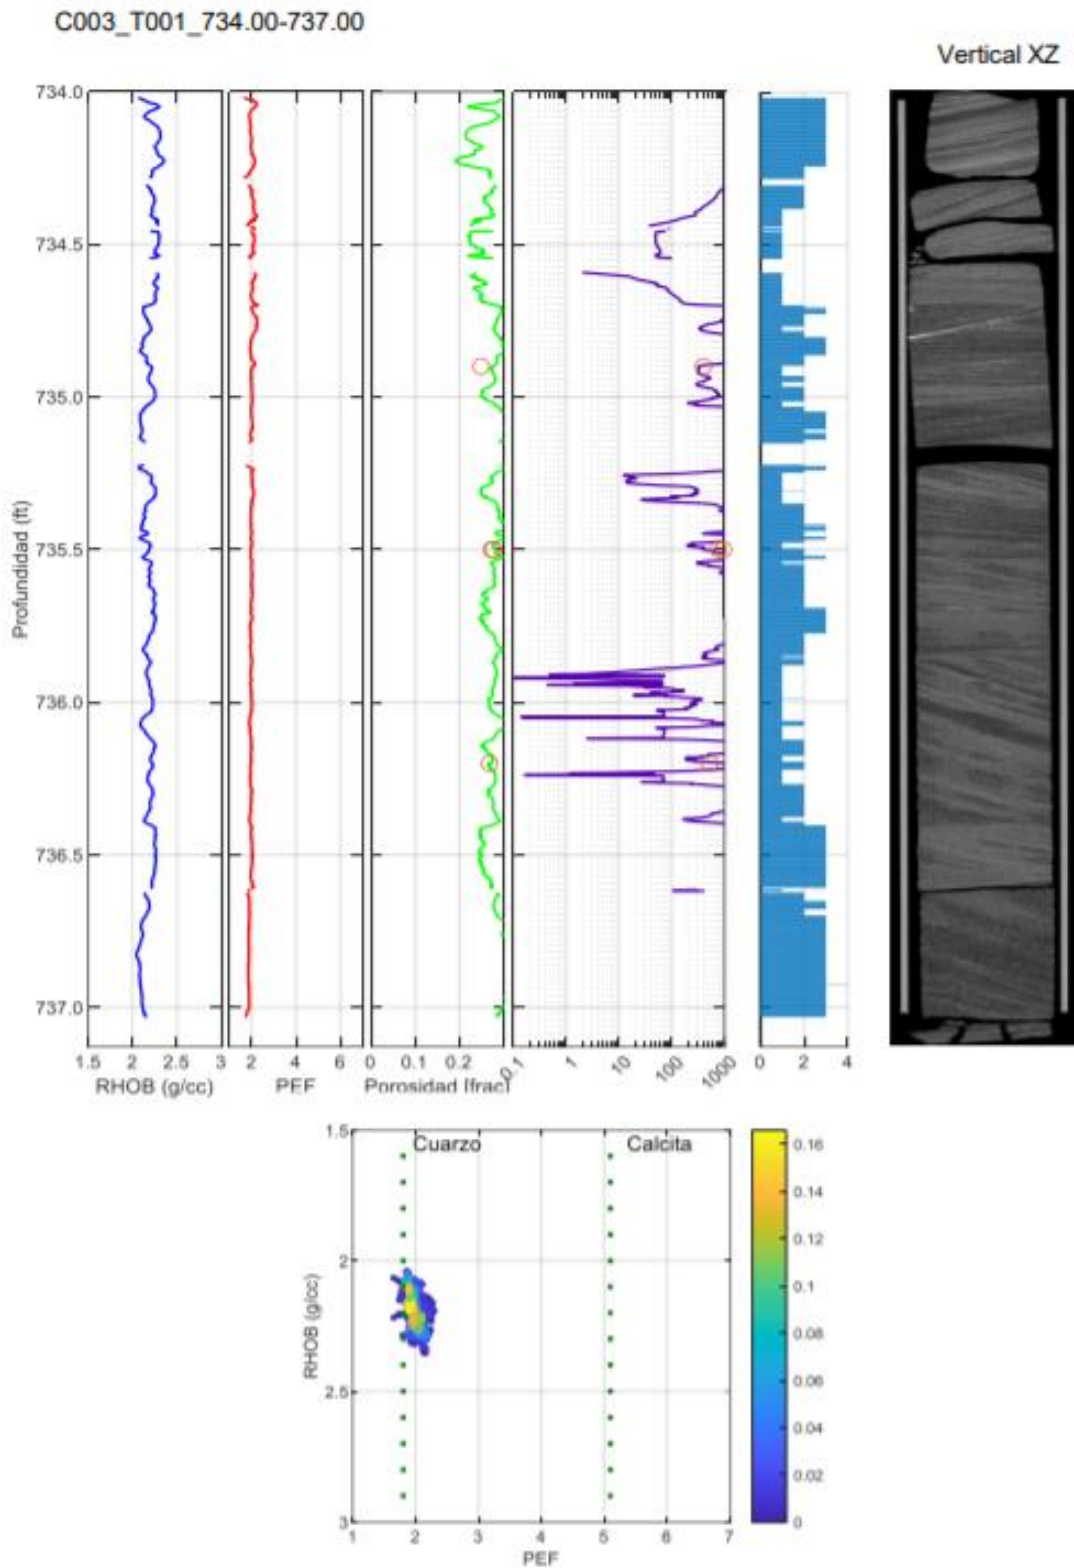 C003_T001_734.00-737.00
Vertical XZ
734.0
734.5
735.0
735.5
736.0
736.5
737.0
Profundidad (ft)
1.5 2 2.5 3 2 4 6 0 0.2 0.1 1 10 100 1000 0 2 4
RHOB (g/cc) PEF Porosidad [frac]
Cuarzo Calcita
1.5
2
2.5
3
RHOB (g/cc)
1 2 3 4 5 6 7
PEF
0.16
0.14
0.12
0.1
0.08
0.06
0.04
0.02
0